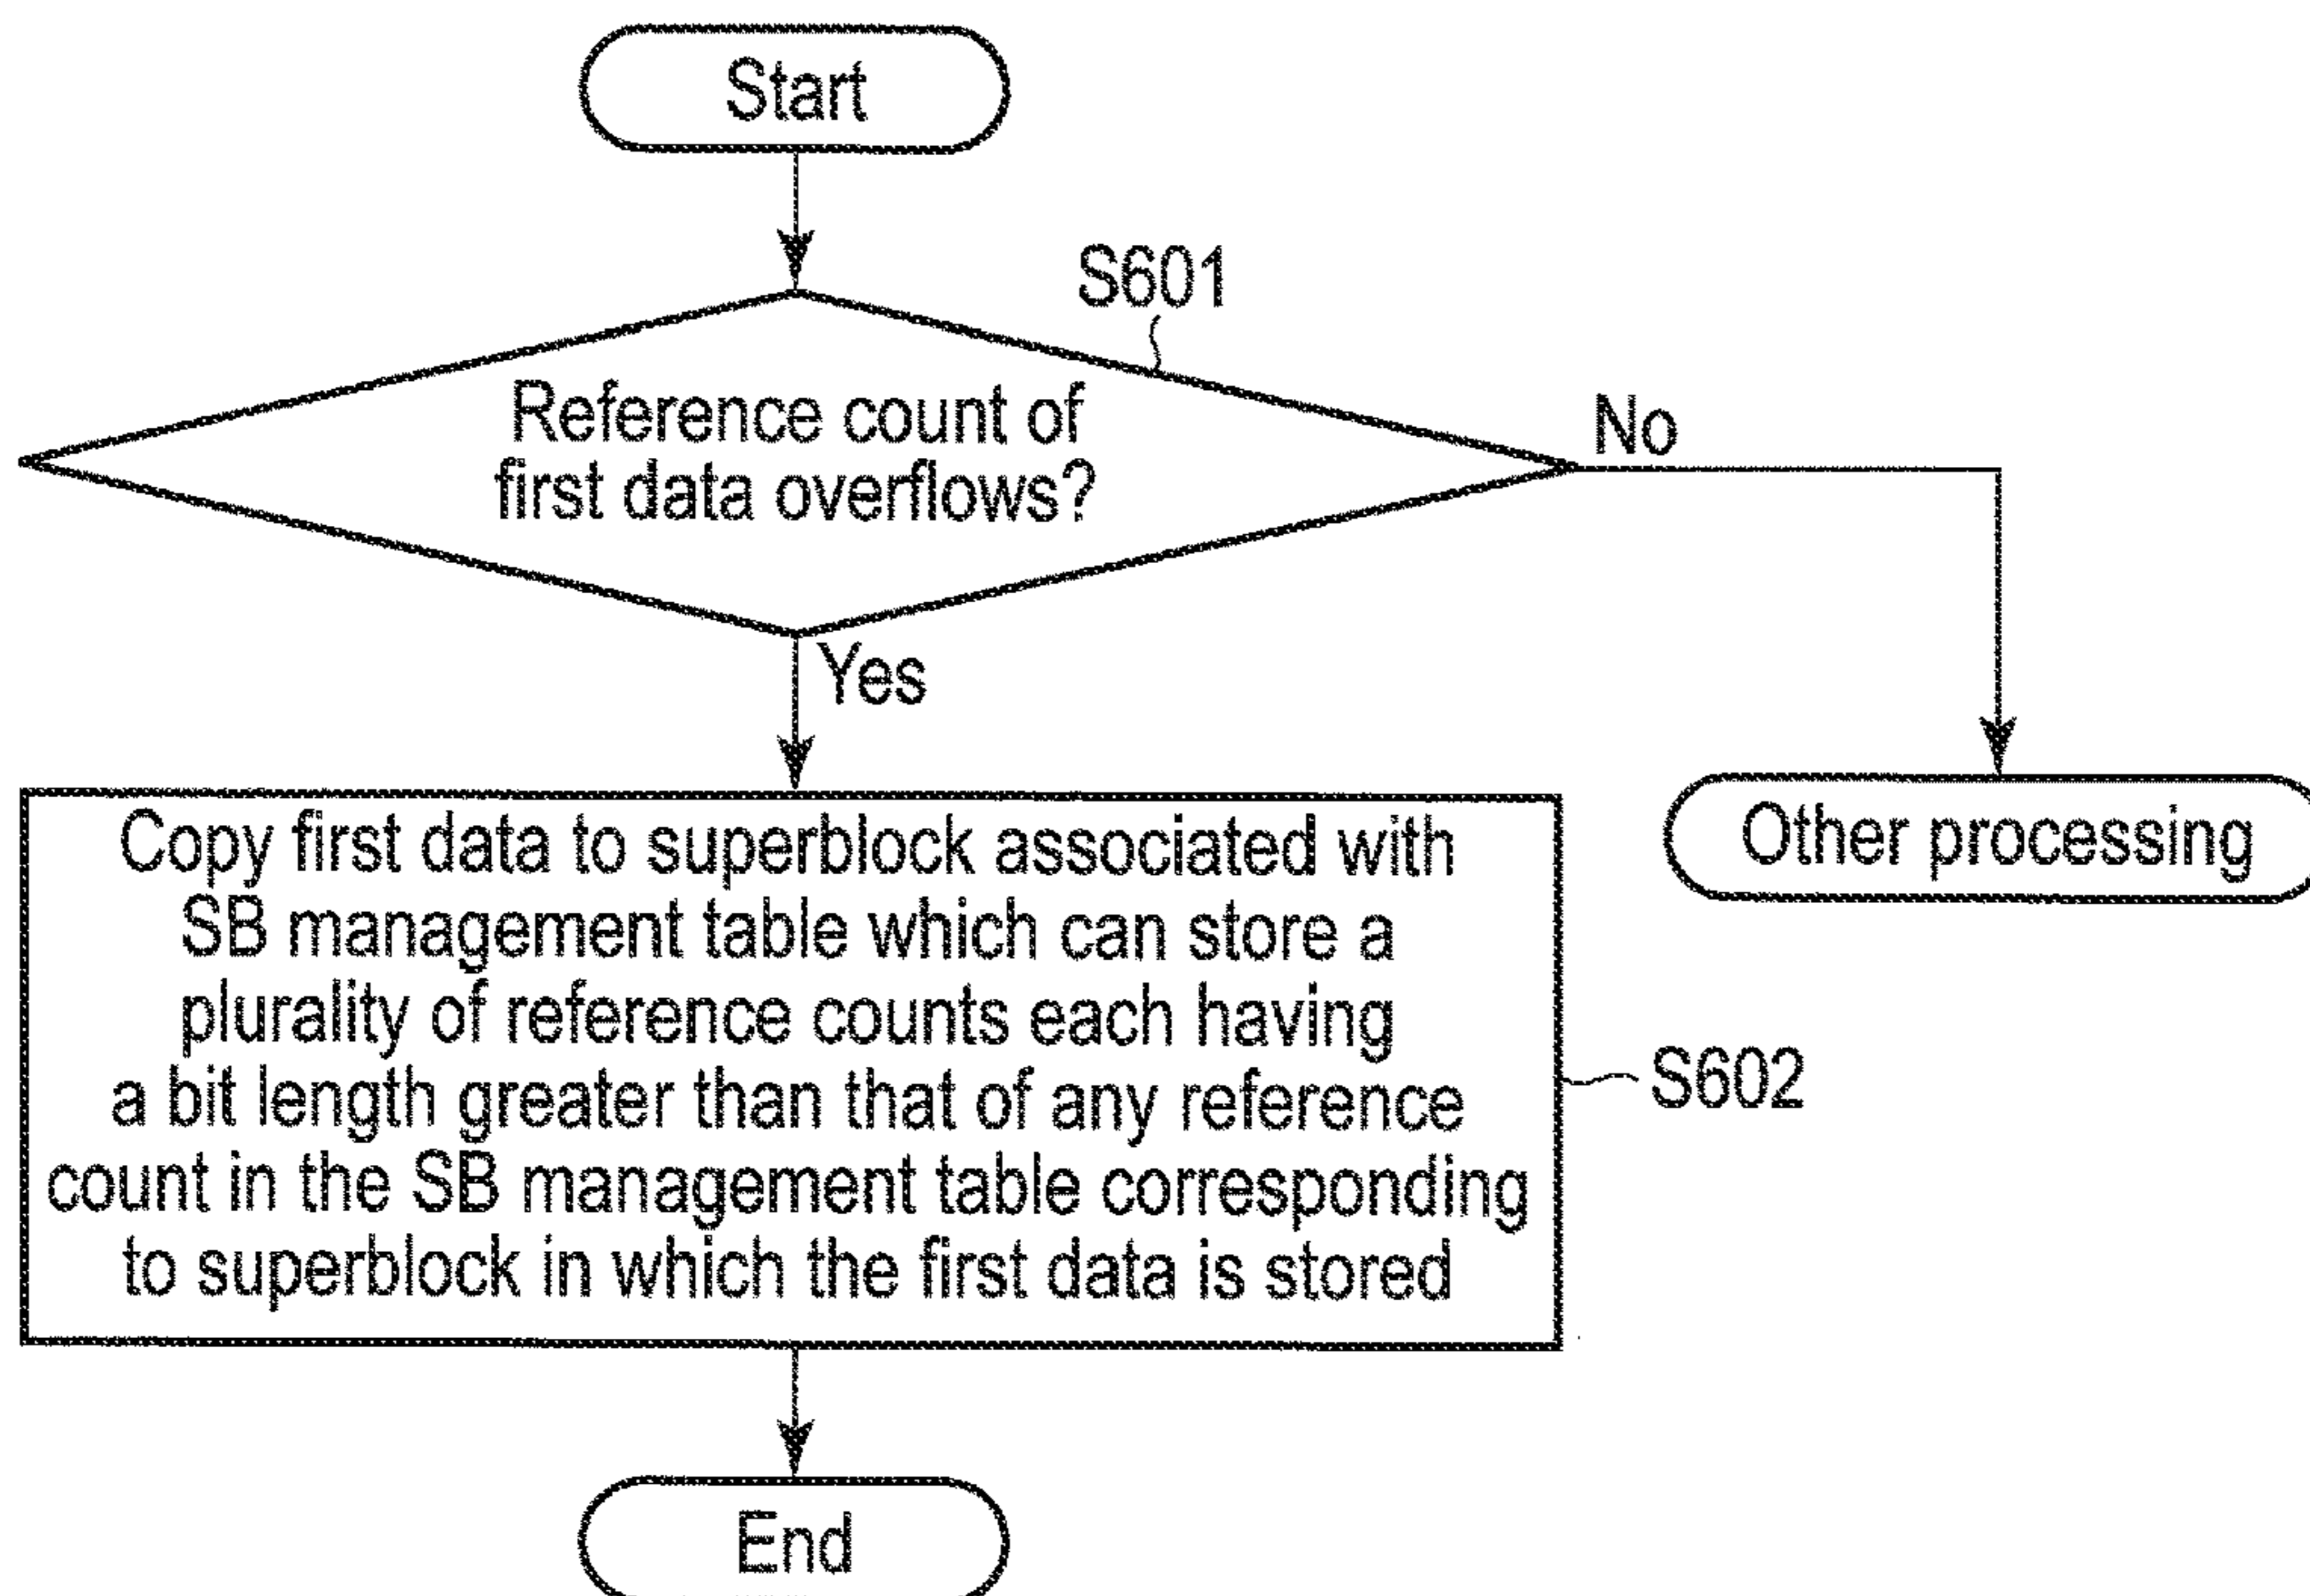 Start
S601
Reference count of
first data overflows?
No
Yes
Other processing
Copy first data to superblock associated with
SB management table which can store a
plurality of reference counts each having
a bit length greater than that of any reference
count in the SB management table corresponding
to superblock in which the first data is stored
S602
End